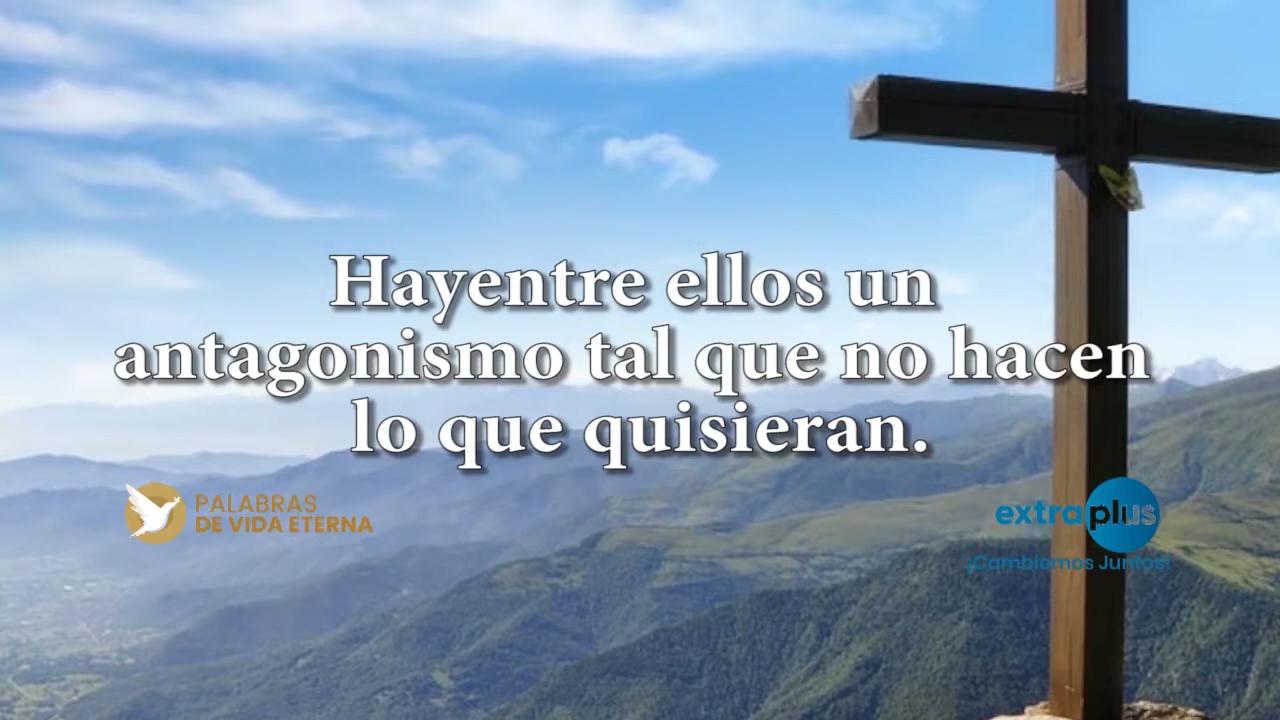 Hayentre ellos un
antagonismo tal que no hacen
lo que quisieran.
PALABRAS
DE VIDA ETERNA
extraplus
¡Cambiemos Juntos!